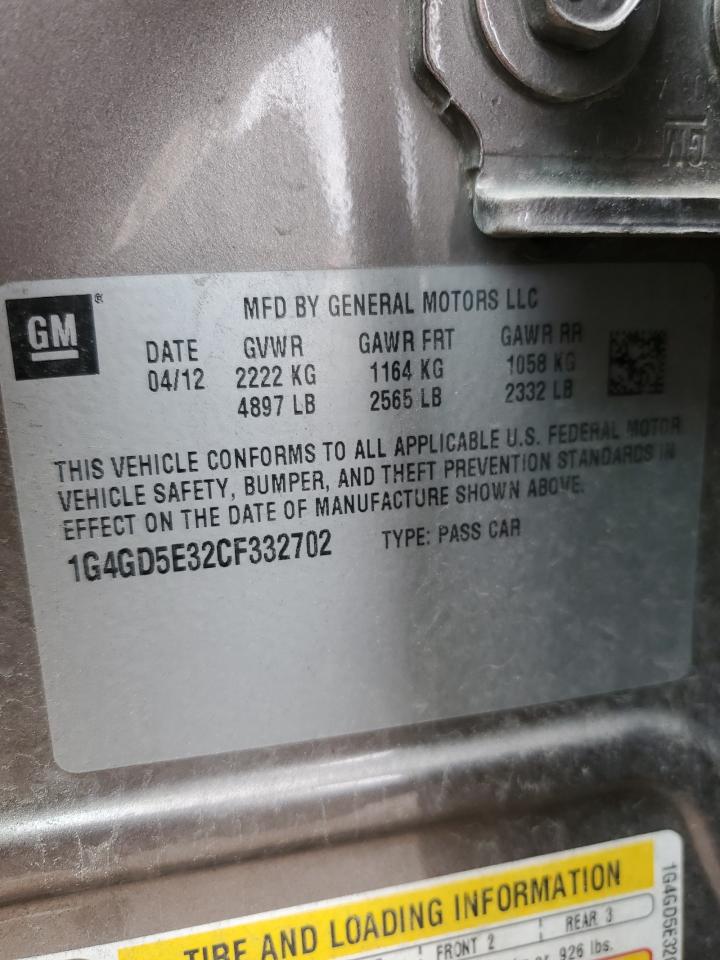 GM
GM®
MFD BY GENERAL MOTORS LLC
DATE GVWR GAWR FRT GAWR RR
04/12 2222 KG 1164 KG 1058 KG
4897 LB 2565 LB 2332 LB
THIS VEHICLE CONFORMS TO ALL APPLICABLE U.S. FEDERAL MOTOR
VEHICLE SAFETY, BUMPER, AND THEFT PREVENTION STANDARDS IN
EFFECT ON THE DATE OF MANUFACTURE SHOWN ABOVE.
1G4GD5E32CF332702 TYPE: PASS CAR
TIRE AND LOADING INFORMATION
FRONT 2 REAR 3
926 lbs.
1G4GD5E32